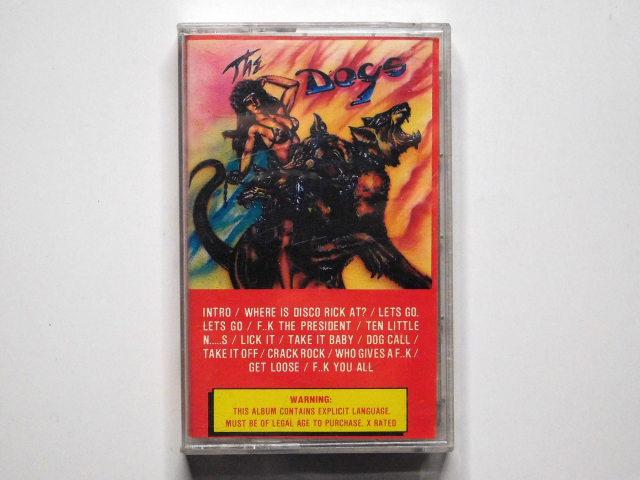 The Dogs
INTRO / WHERE IS DISCO RICK AT? / LETS GO.
LETS GO / F..K THE PRESIDENT / TEN LITTLE
N.....S / LICK IT / TAKE IT BABY / DOG CALL /
TAKE IT OFF / CRACK ROCK / WHO GIVES A F..K /
GET LOOSE / F..K YOU ALL
WARNING:
THIS ALBUM CONTAINS EXPLICIT LANGUAGE.
MUST BE OF LEGAL AGE TO PURCHASE. X RATED